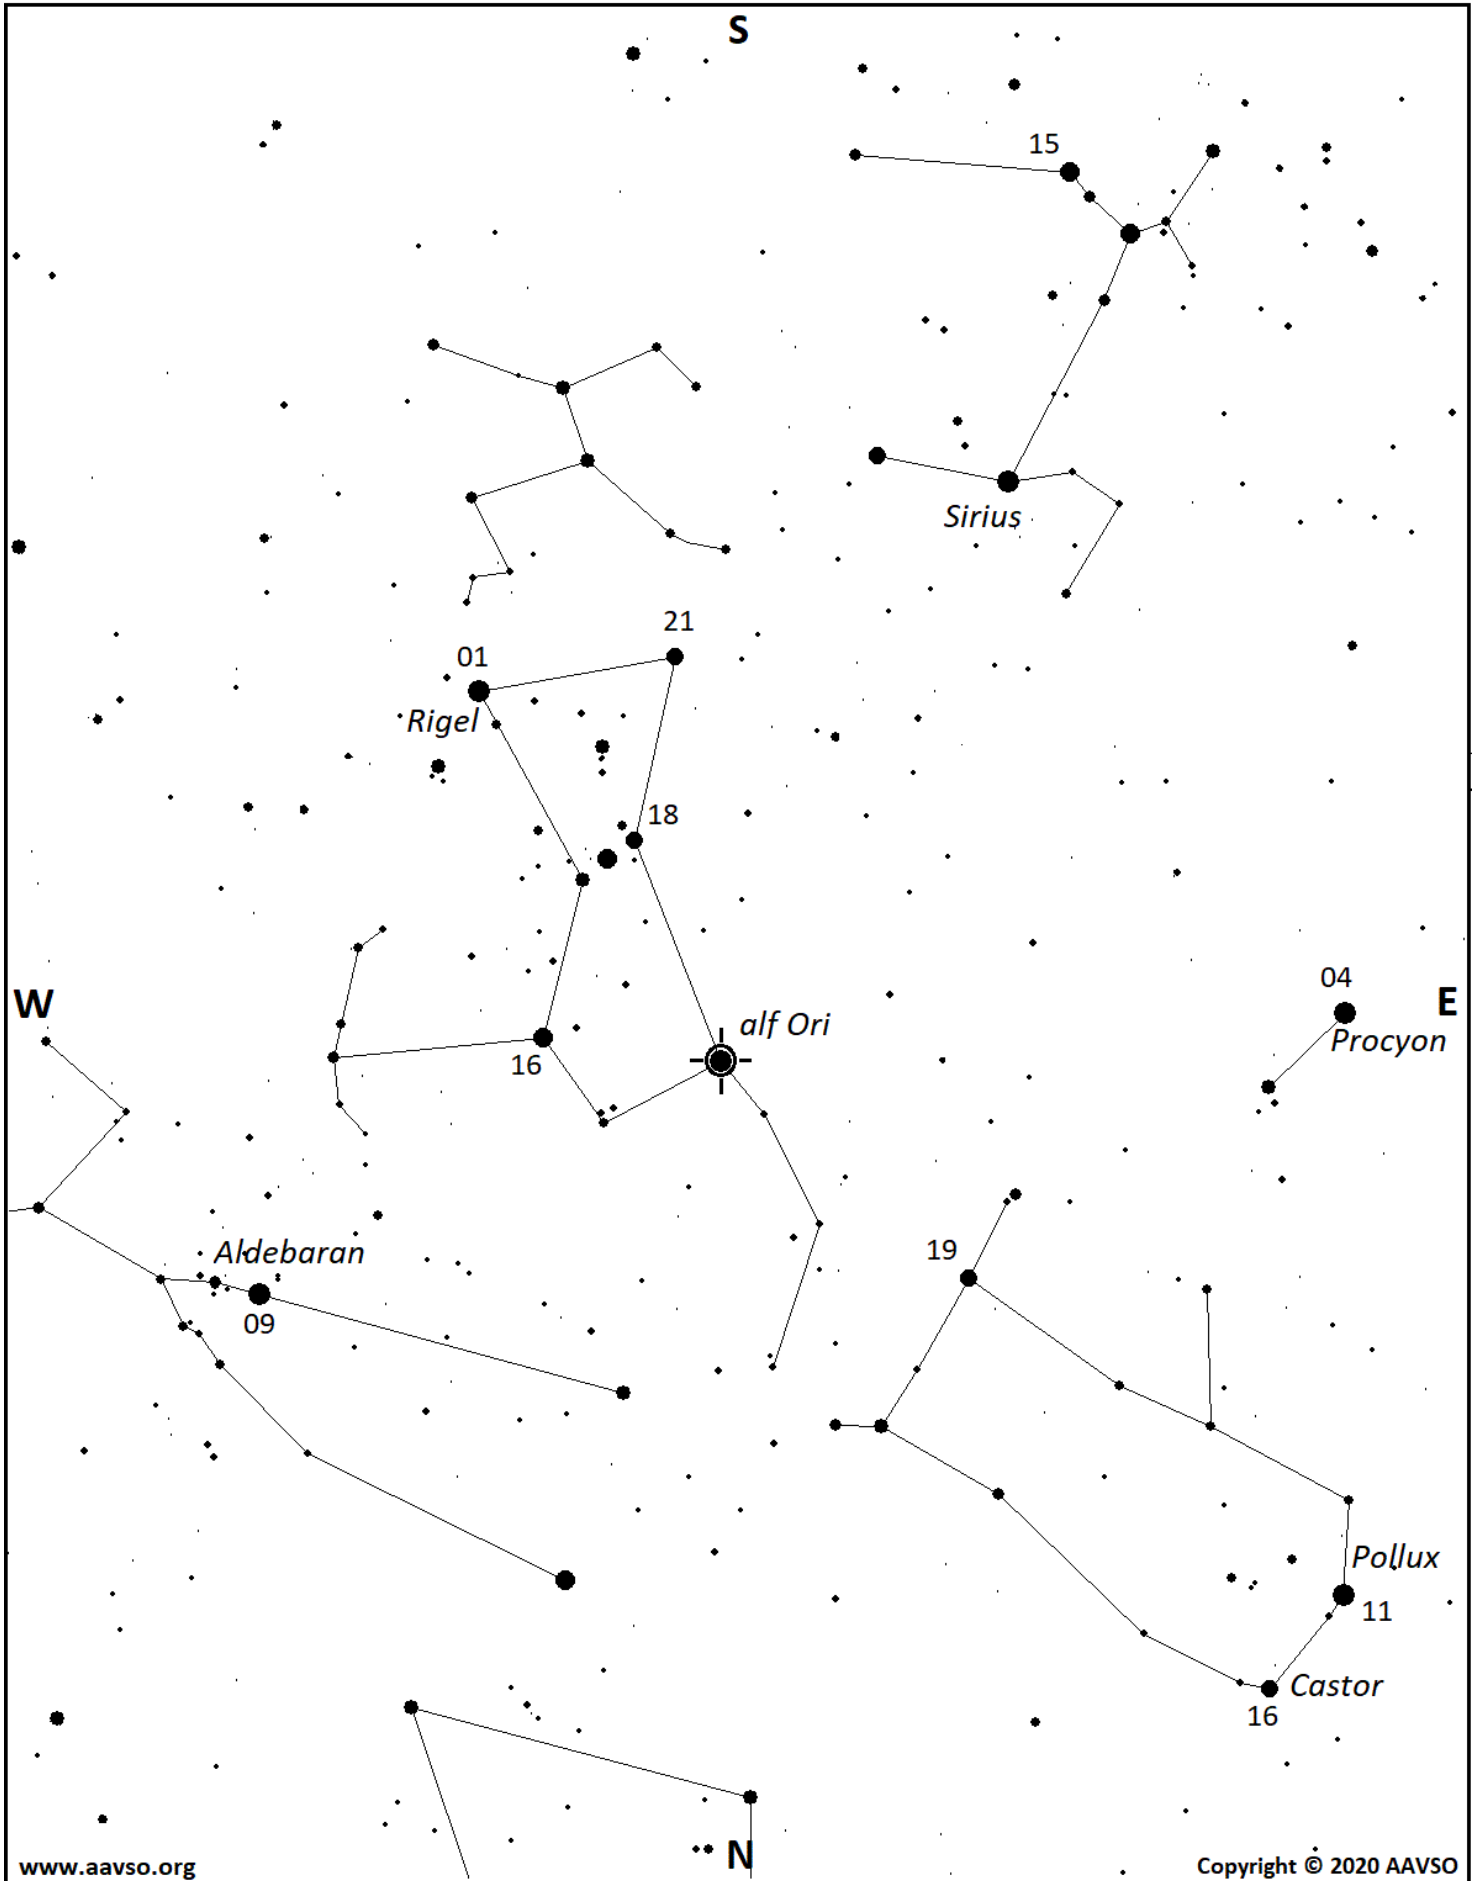 S
15
Sirius
21
01
Rigel
18
04
W
E
alf Ori
Procyon
16
19
Aldebaran
09
Pollux
11
Castor
16
N
www.aavso.org
Copyright © 2020 AAVSO